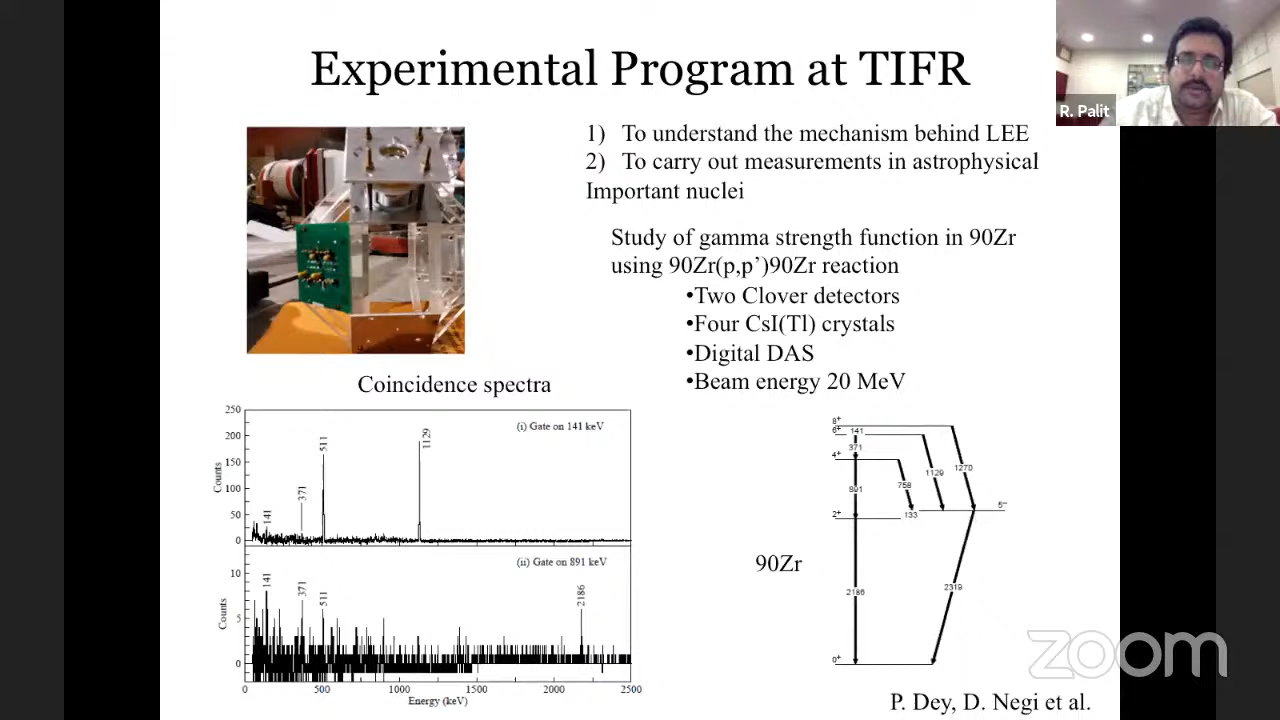 Experimental Program at TIFR
R. Palit
1) To understand the mechanism behind LEE
2) To carry out measurements in astrophysical
Important nuclei
Study of gamma strength function in 90Zr
using 90Zr(p,p’)90Zr reaction
•Two Clover detectors
•Four CsI(Tl) crystals
•Digital DAS
•Beam energy 20 MeV
Coincidence spectra
250
200
150
100
50
0
Counts
(i) Gate on 141 keV
141
371
511
1129
10
5
0
Counts
(ii) Gate on 891 keV
141
371
511
2186
0
500
1000
1500
2000
2500
Energy (keV)
8+
6+
141
371
4+
1129
1270
891
758
133
5−
2+
90Zr
2186
2319
0+
zoom
P. Dey, D. Negi et al.